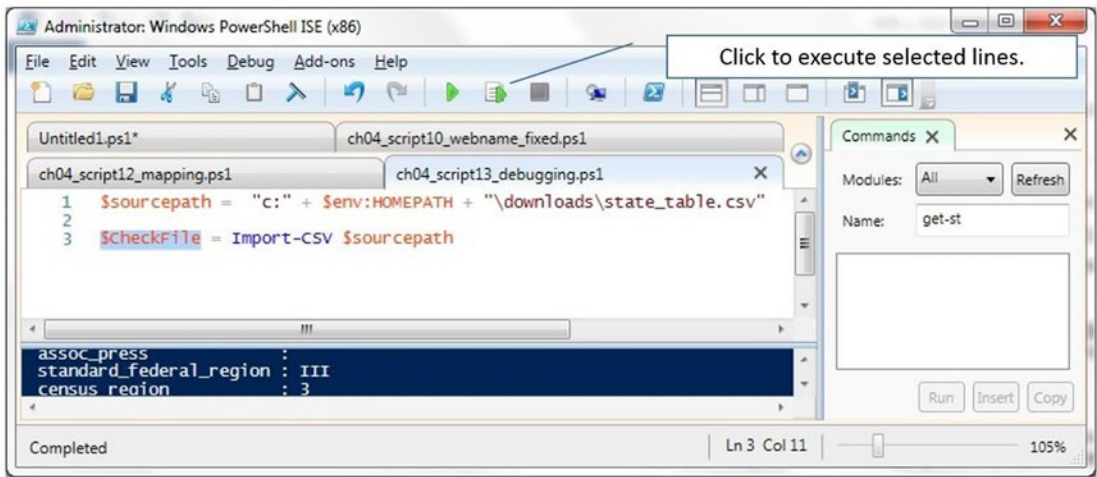 Administrator: Windows PowerShell ISE (x86)
Click to execute selected lines.
File Edit View Tools Debug Add-ons Help
Untitled1.ps1* ch04_script10_webname_fixed.ps1
ch04_script12_mapping.ps1 ch04_script13_debugging.ps1
1 $sourcepath = "c:" + $env:HOMEPATH + "\downloads\state_table.csv"
2
3 $CheckFile = Import-CSV $sourcepath
assoc_press :
standard_federal_region : III
census_region : 3
Commands
Modules: All Refresh
Name: get-st
Run Insert Copy
Completed Ln 3 Col 11 105%